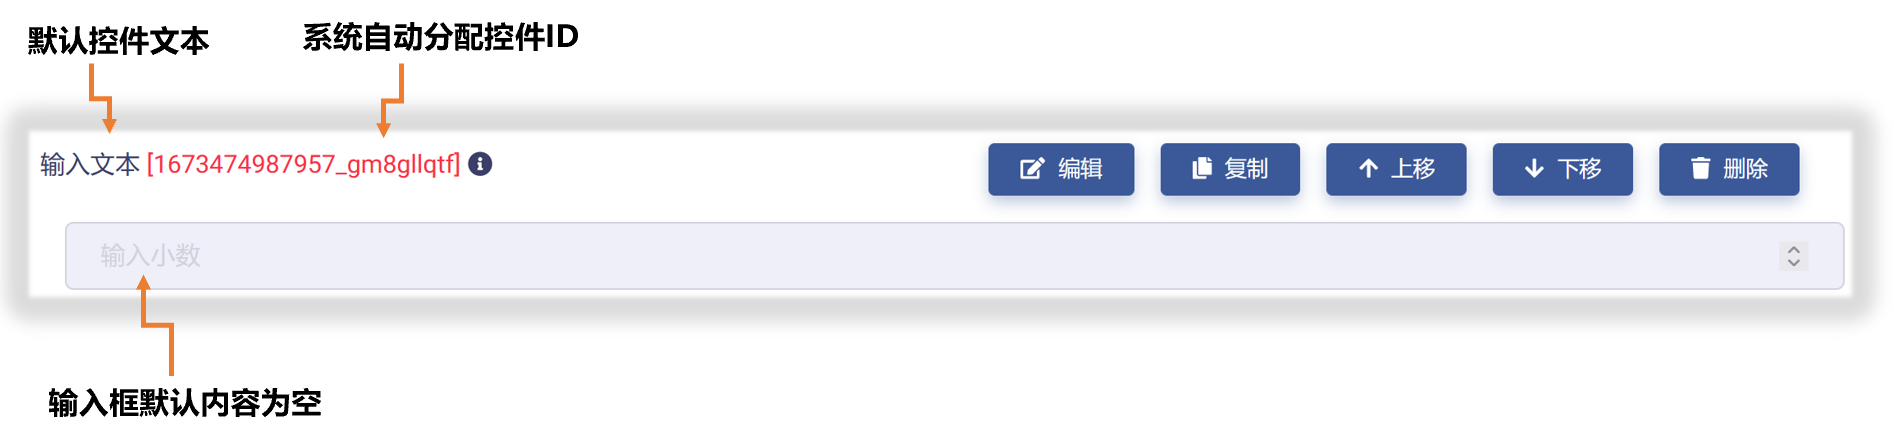 默认控件文本 系统自动分配控件ID
输入文本 [1673474987957_gm8gllqtf] 编辑 复制 上移 下移 删除
输入小数
输入框默认内容为空